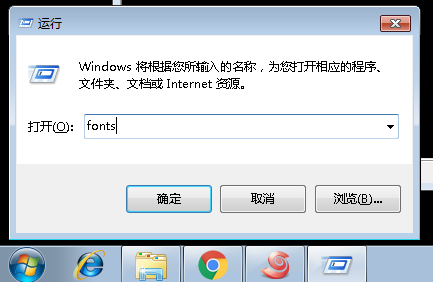 运行
Windows 将根据您所输入的名称，为您打开相应的程序、
文件夹、文档或 Internet 资源。
打开(O): fonts
确定 取消 浏览(B)...